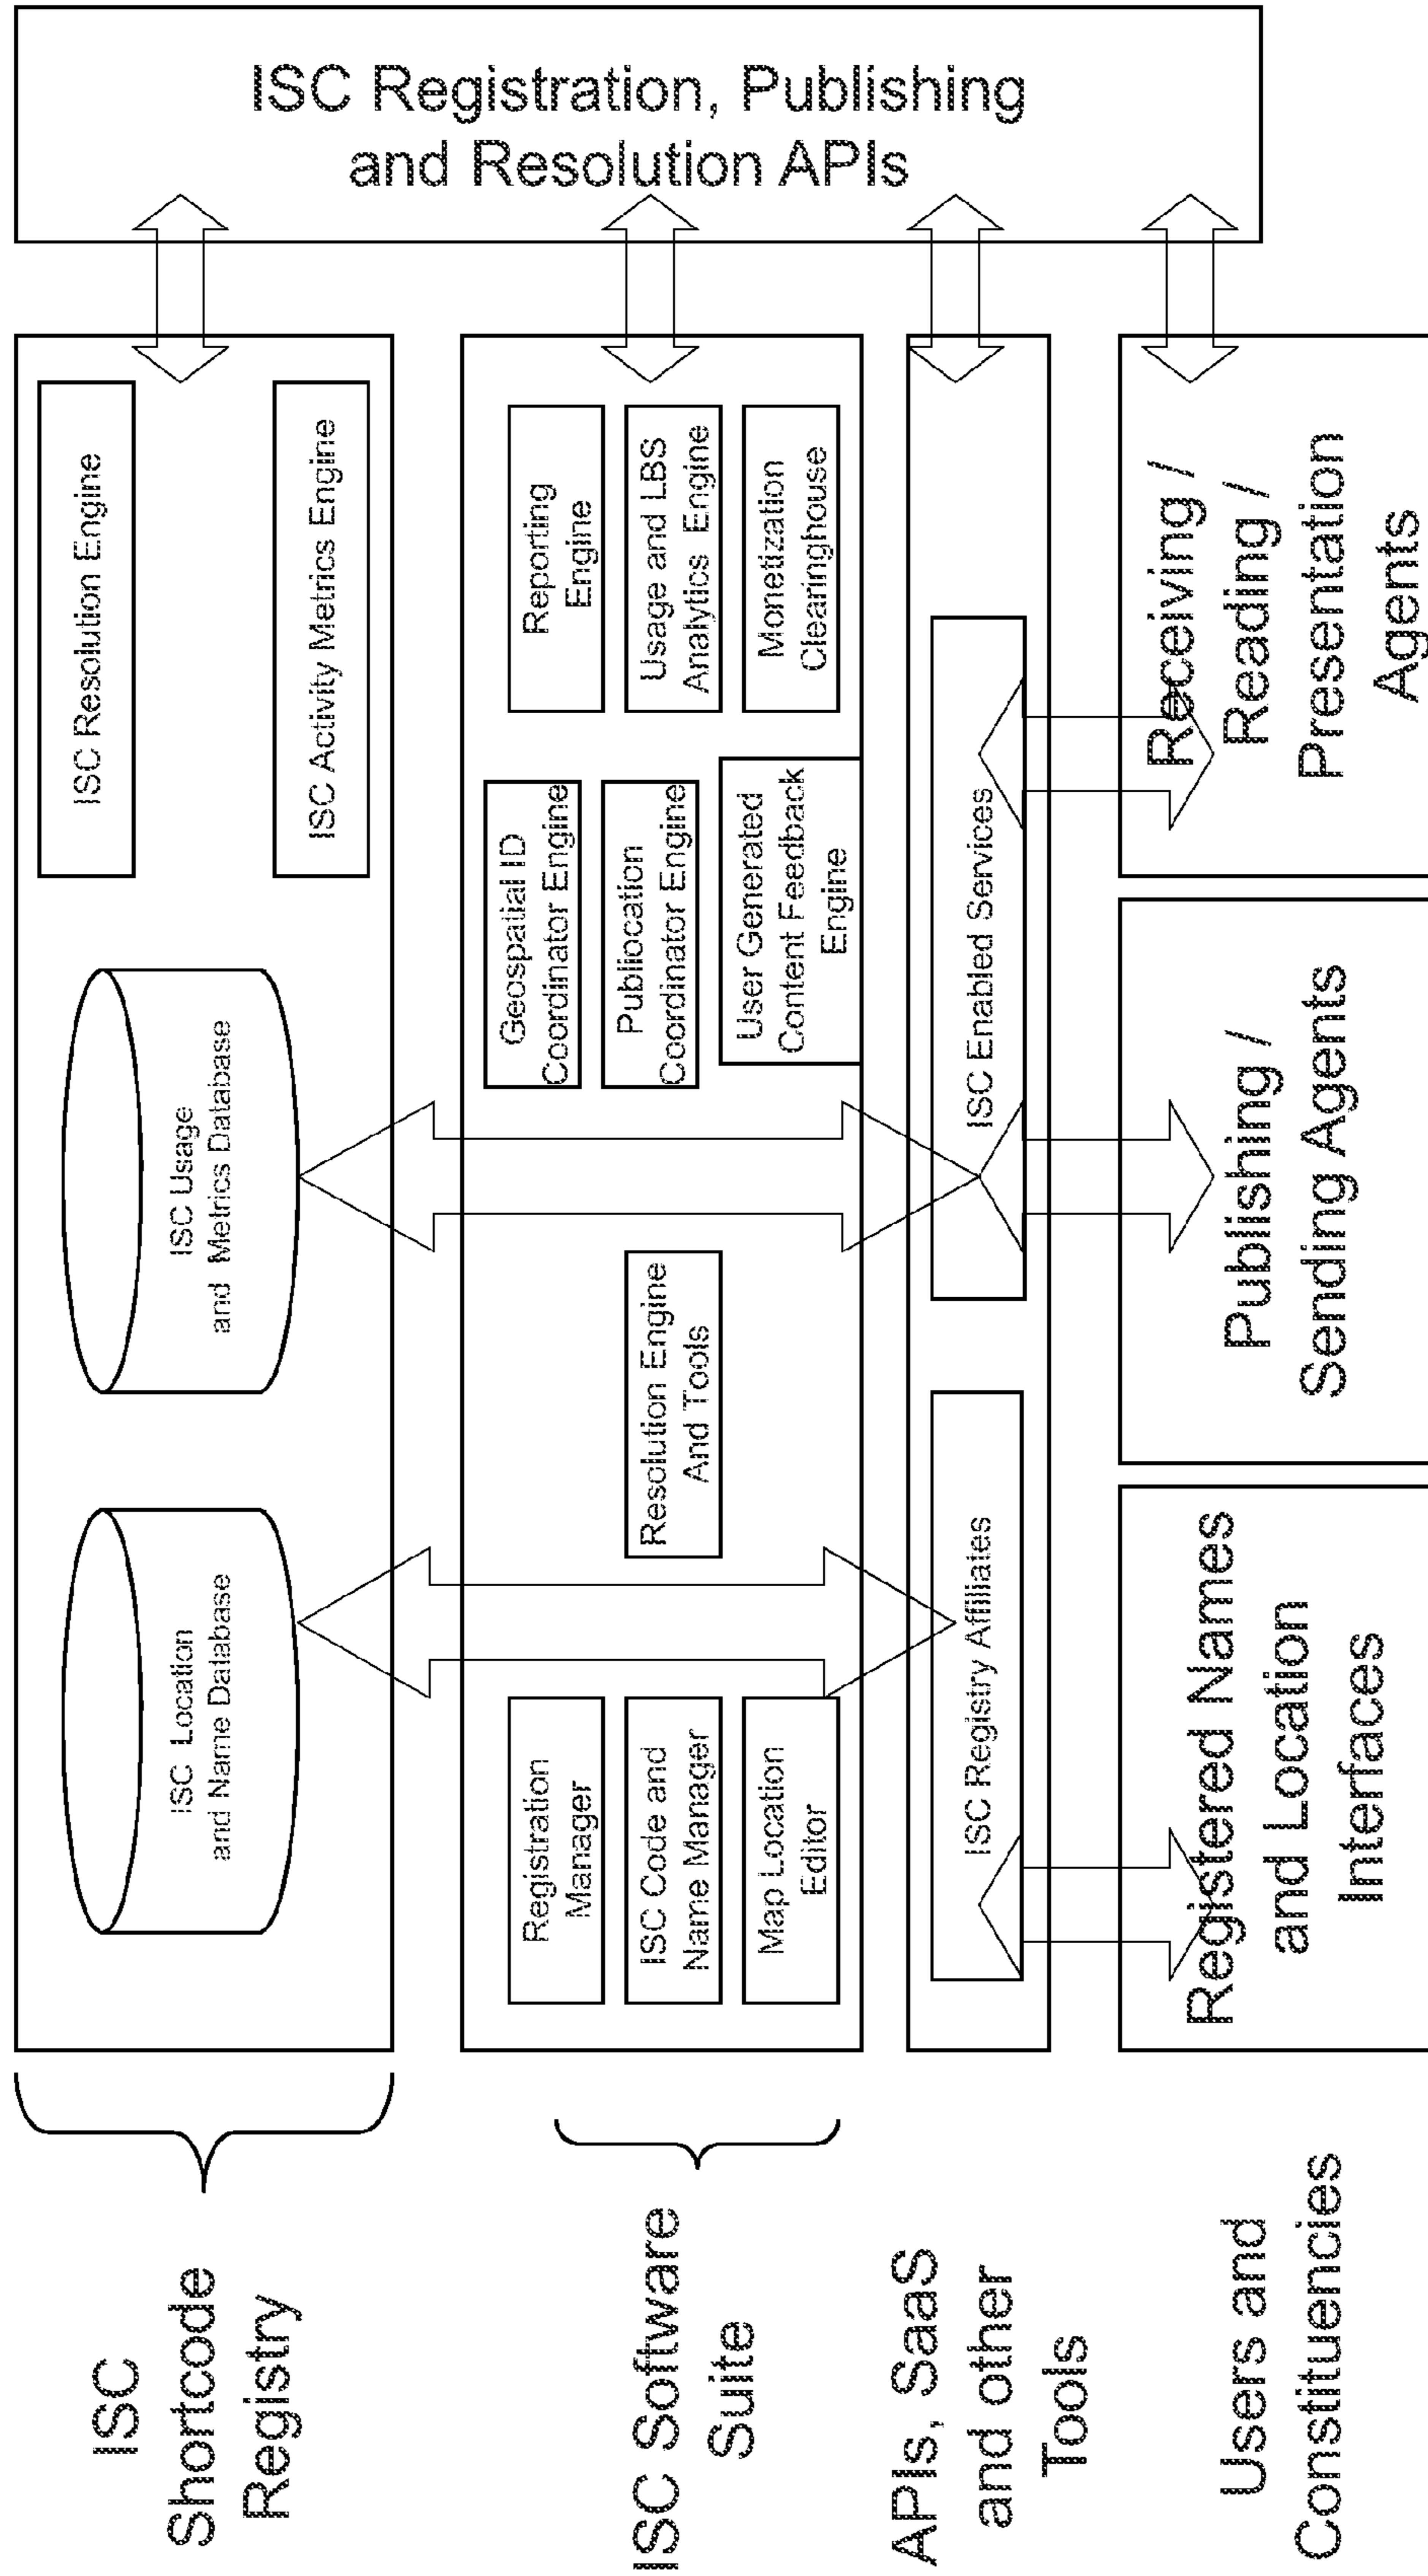 ISC Registration, Publishing
and Resolution APIs
ISC
Shortcode
Registry
ISC Location
and Name Database
ISC Usage
and Metrics Database
ISC Resolution Engine
ISC Activity Metrics Engine
ISC Software
Suite
Registration
Manager
ISC Code and
Name Manager
Map Location
Editor
Resolution Engine
And Tools
Geospatial ID
Coordinator Engine
Publocation
Coordinator Engine
User Generated
Content Feedback
Engine
Reporting
Engine
Usage and LBS
Analytics Engine
Monetization
Clearinghouse
APIs, SaaS
and other
Tools
ISC Registry Affiliates
ISC Enabled Services
Users and
Constituencies
Registered Names
and Location
Interfaces
Publishing /
Sending Agents
Receiving /
Reading /
Presentation
Agents